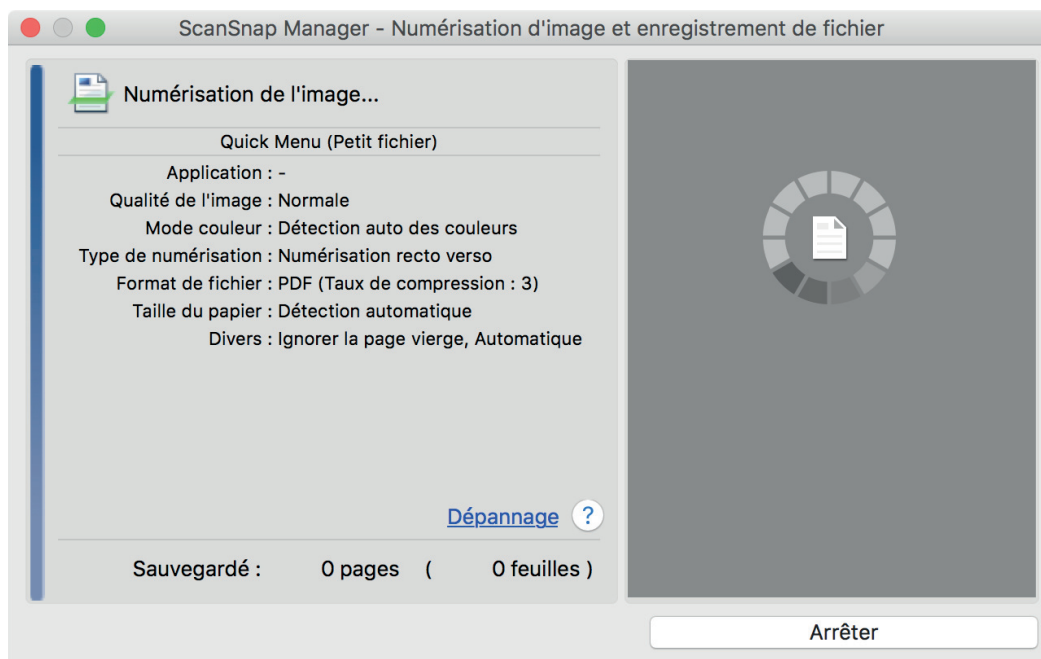 ScanSnap Manager - Numérisation d'image et enregistrement de fichier
Numérisation de l'image...
Quick Menu (Petit fichier)
Application : -
Qualité de l'image : Normale
Mode couleur : Détection auto des couleurs
Type de numérisation : Numérisation recto verso
Format de fichier : PDF (Taux de compression : 3)
Taille du papier : Détection automatique
Divers : Ignorer la page vierge, Automatique
Dépannage ?
Sauvegardé : 0 pages ( 0 feuilles )
Arrêter